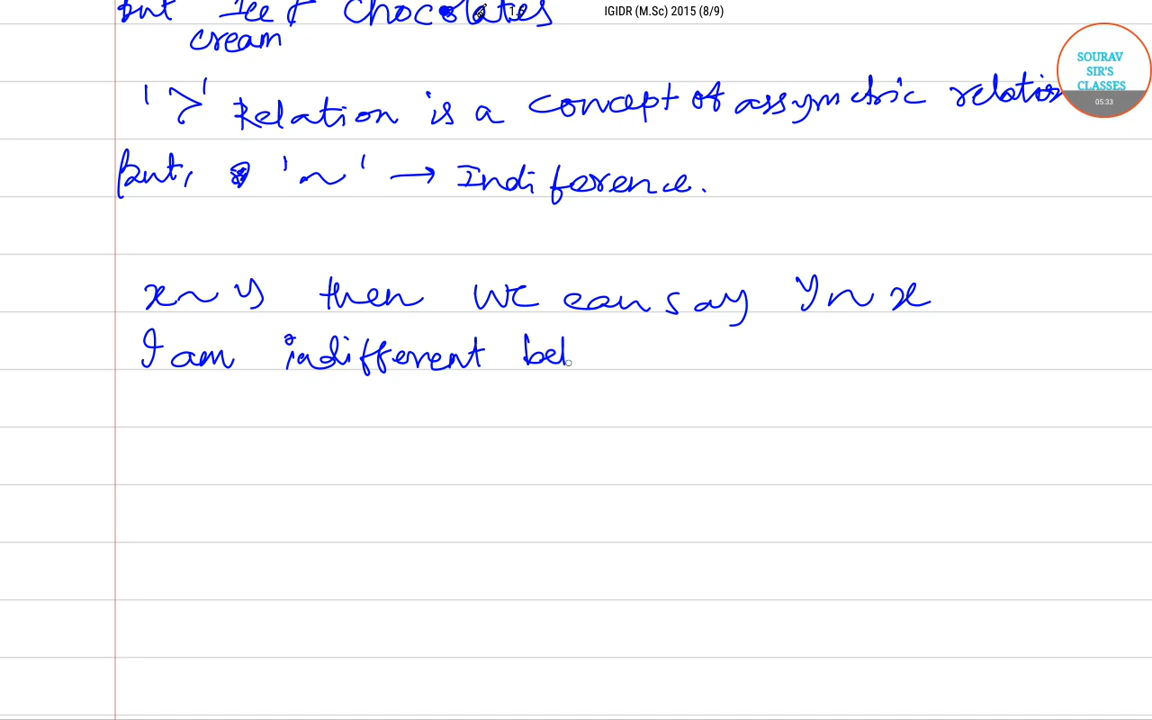 IGIDR (M.Sc) 2015 (8/9)
but Ice & Chocolates
cream
SOURAV
SIR'S
CLASSES
05:33
'≻' Relation is a concept of assymetric relation
but, '~' → Indiference.
x~y then we can say y~x
I am indifferent bet